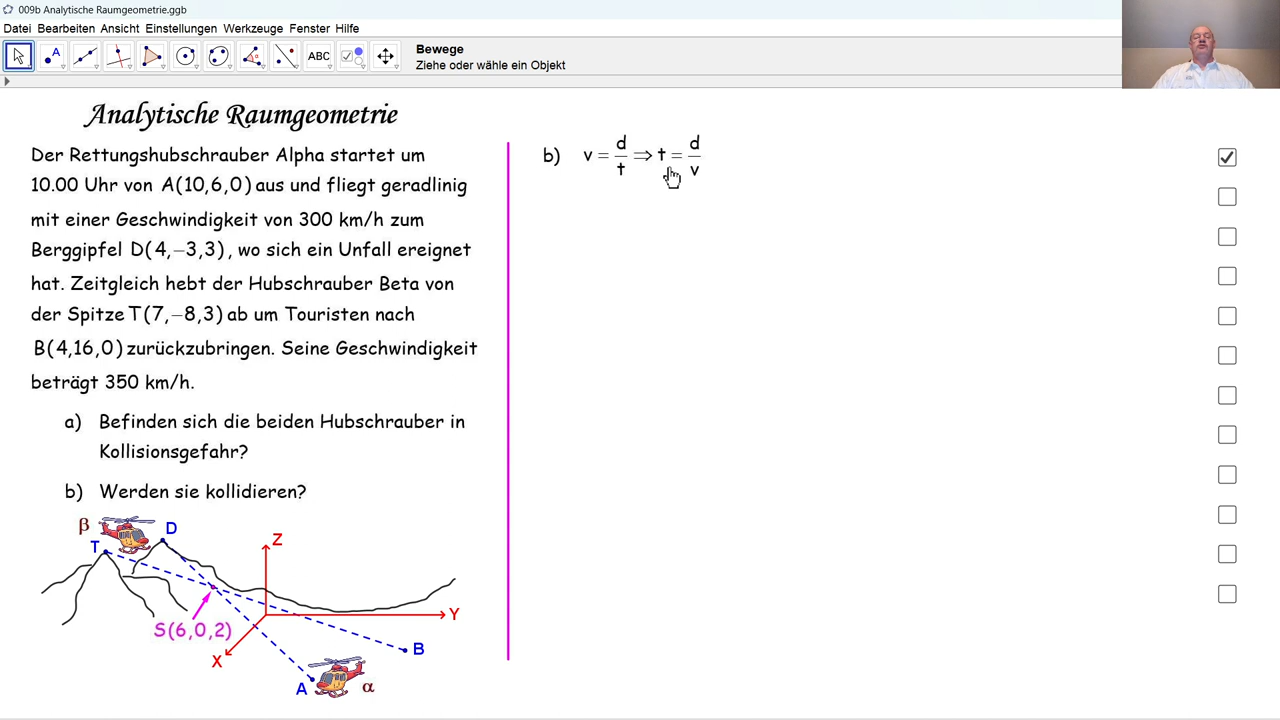 009b Analytische Raumgeometrie.ggb
Datei Bearbeiten Ansicht Einstellungen Werkzeuge Fenster Hilfe
A
ABC
Bewege
Ziehe oder wähle ein Objekt
Analytische Raumgeometrie
Der Rettungshubschrauber Alpha startet um
10.00 Uhr von A(10,6,0) aus und fliegt geradlinig
mit einer Geschwindigkeit von 300 km/h zum
Berggipfel D(4,−3,3), wo sich ein Unfall ereignet
hat. Zeitgleich hebt der Hubschrauber Beta von
der Spitze T(7,−8,3) ab um Touristen nach
B(4,16,0) zurückzubringen. Seine Geschwindigkeit
beträgt 350 km/h.
a) Befinden sich die beiden Hubschrauber in
Kollisionsgefahr?
b) Werden sie kollidieren?
β
D
T
Z
Y
S(6,0,2)
X
B
A
α
b) v = d/t ⇒ t = d/v